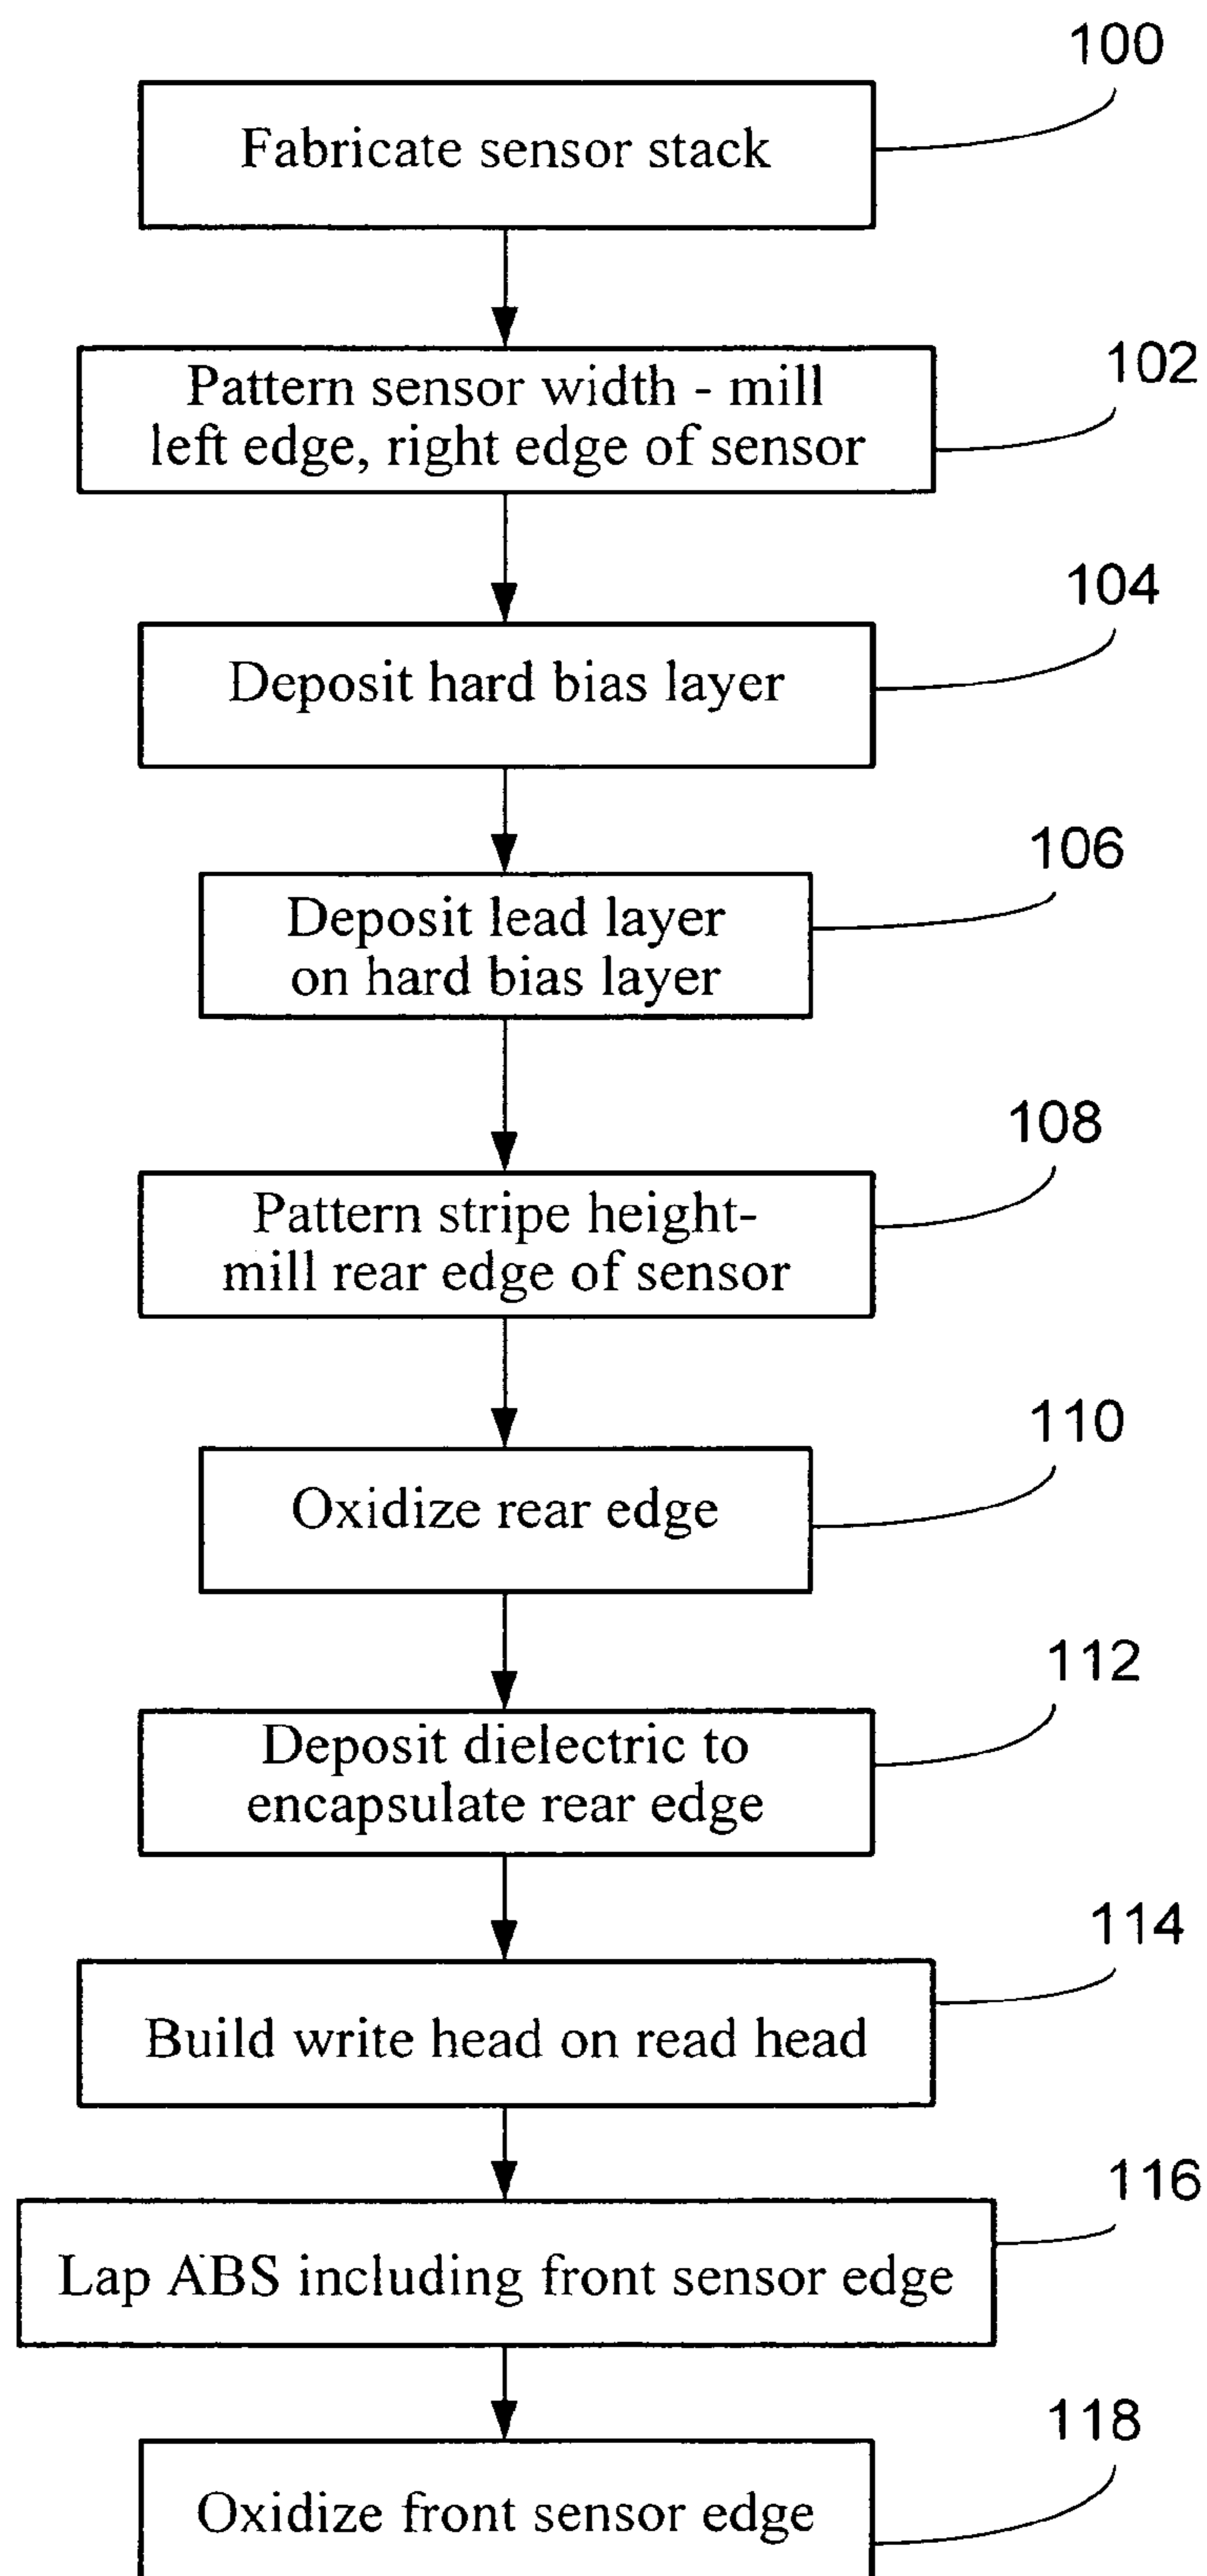 100
Fabricate sensor stack
102
Pattern sensor width - mill
left edge, right edge of sensor
104
Deposit hard bias layer
106
Deposit lead layer
on hard bias layer
108
Pattern stripe height-
mill rear edge of sensor
110
Oxidize rear edge
112
Deposit dielectric to
encapsulate rear edge
114
Build write head on read head
116
Lap ABS including front sensor edge
118
Oxidize front sensor edge